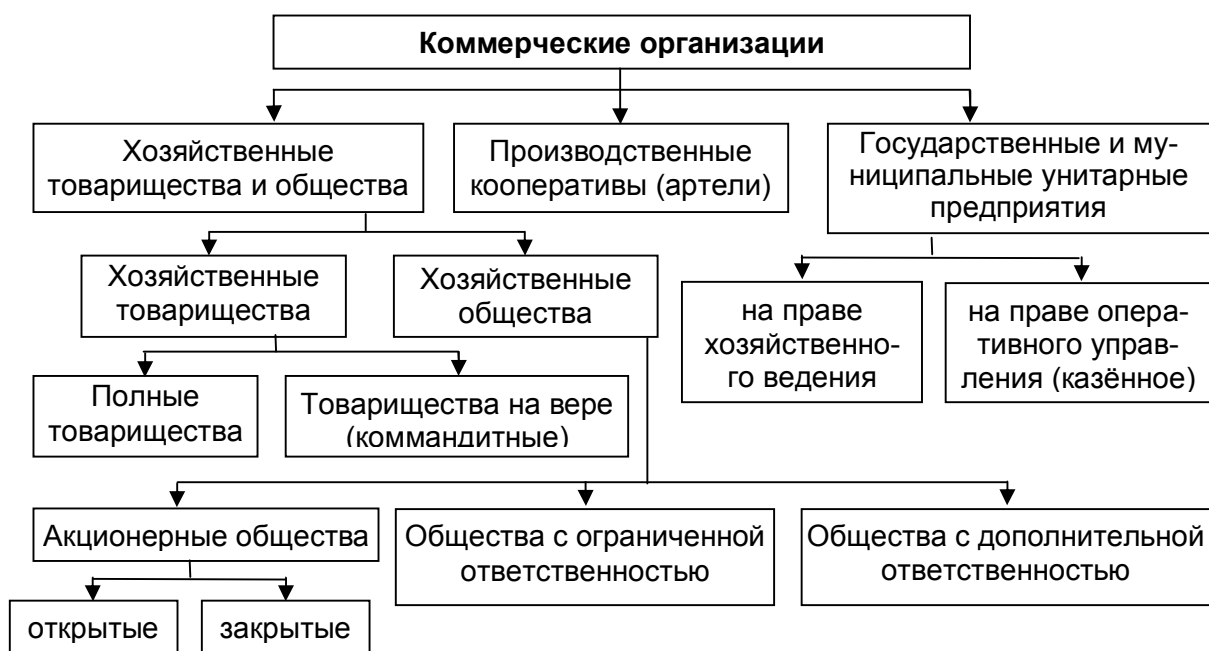 Коммерческие организации
Хозяйственные
товарищества и общества
Производственные
кооперативы (артели)
Государственные и му-
ниципальные унитарные
предприятия
Хозяйственные
товарищества
Хозяйственные
общества
на праве
хозяйственно-
го ведения
на праве опера-
тивного управ-
ления (казённое)
Полные
товарищества
Товарищества на вере
(коммандитные)
Акционерные общества
Общества с ограниченной
ответственностью
Общества с дополнительной
ответственностью
открытые
закрытые